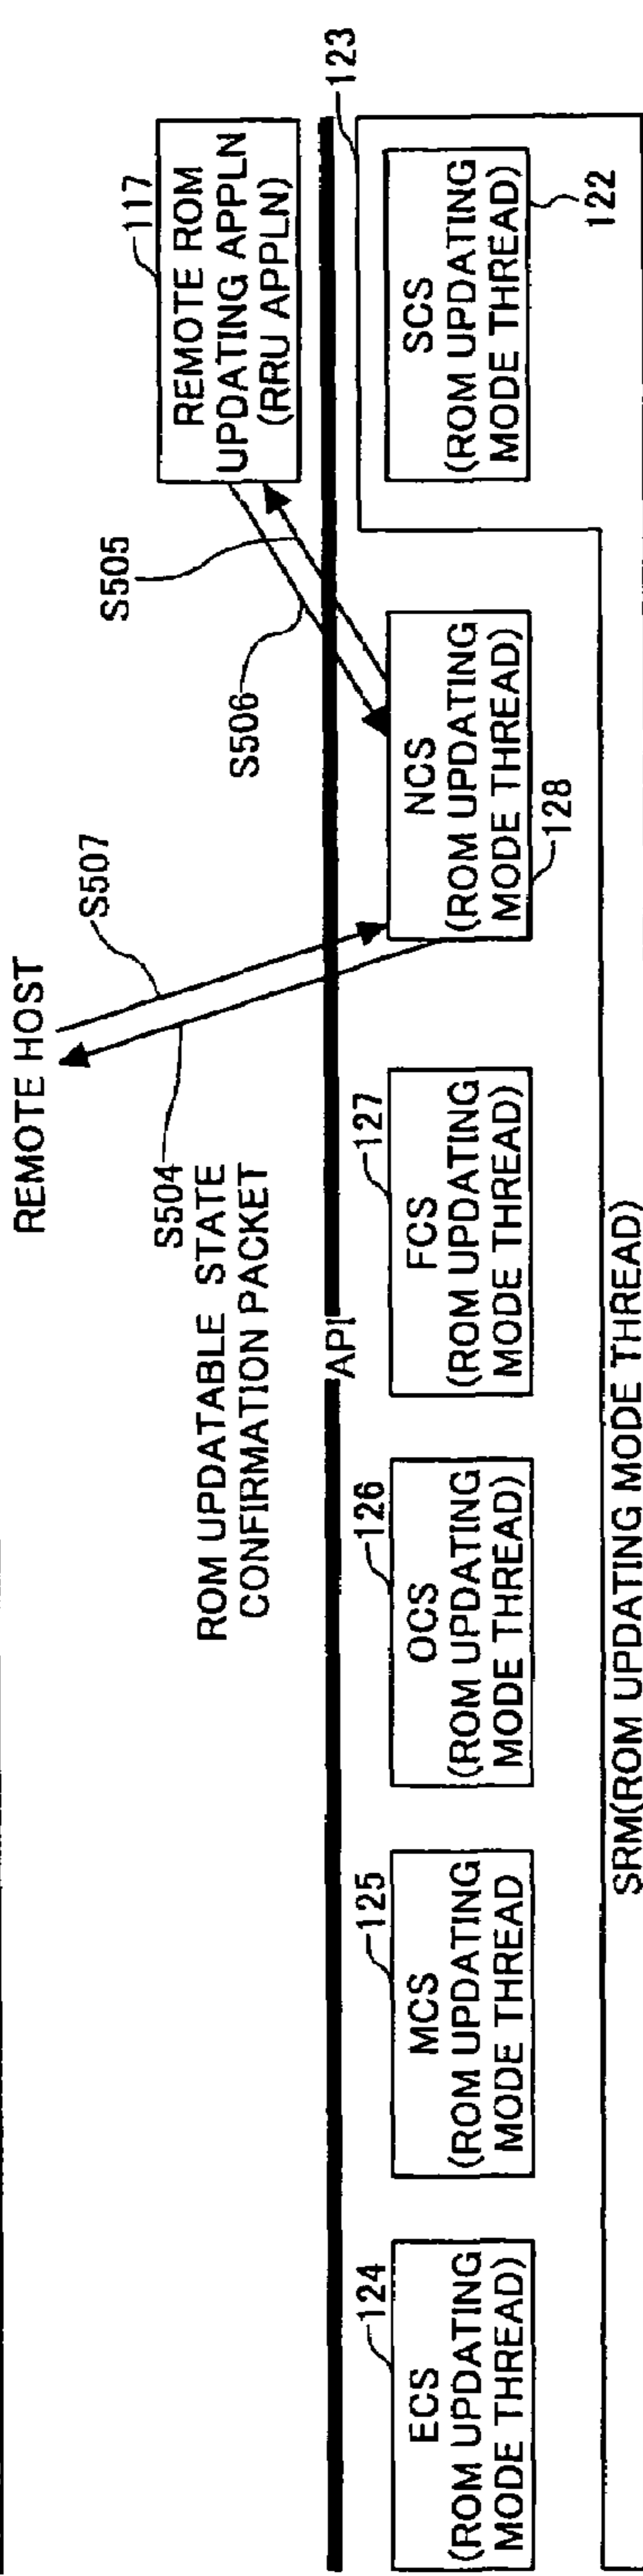 REMOTE HOST
S507
S504
ROM UPDATABLE STATE
CONFIRMATION PACKET
S505
S506
117
REMOTE ROM
UPDATING APPLN
(RRU APPLN)
API
123
124
ECS
(ROM UPDATING
MODE THREAD)
125
MCS
(ROM UPDATING
MODE THREAD
126
OCS
(ROM UPDATING
MODE THREAD)
127
FCS
(ROM UPDATING
MODE THREAD)
NCS
(ROM UPDATING
MODE THREAD)
128
SCS
(ROM UPDATING
MODE THREAD)
122
SRM(ROM UPDATING MODE THREAD)